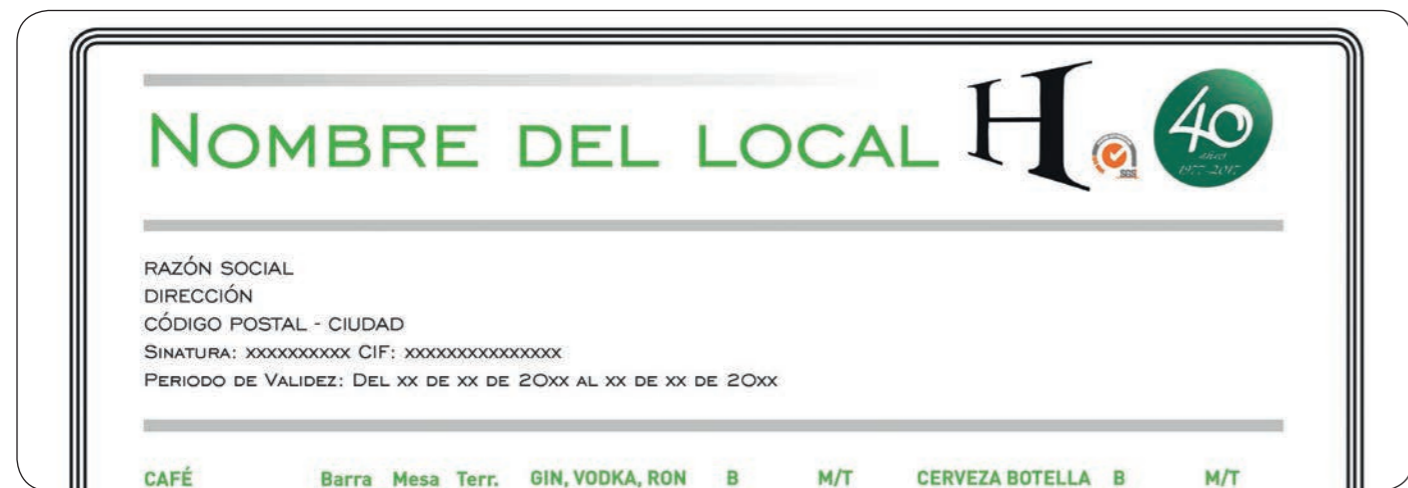 NOMBRE DEL LOCAL
H
40
años
1977-2017
SGS
RAZÓN SOCIAL
DIRECCIÓN
CÓDIGO POSTAL - CIUDAD
SINATURA: XXXXXXXXXX CIF: XXXXXXXXXXXXXXX
PERIODO DE VALIDEZ: DEL XX DE XX DE 20XX AL XX DE XX DE 20XX
CAFÉ Barra Mesa Terr. GIN, VODKA, RON B M/T CERVEZA BOTELLA B M/T